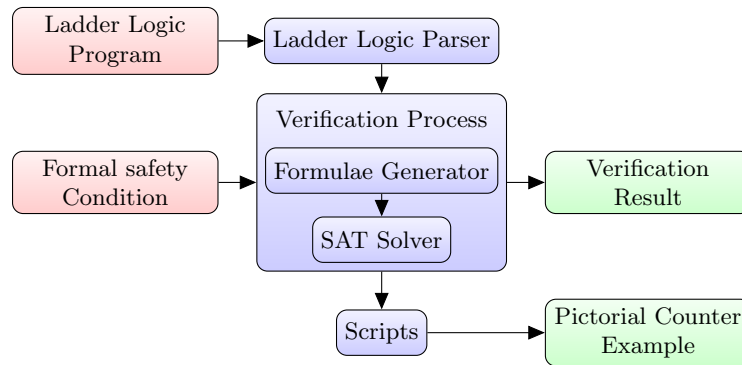 Ladder Logic
Program
Ladder Logic Parser
Verification Process
Formal safety
Condition
Formulae Generator
SAT Solver
Verification
Result
Scripts
Pictorial Counter
Example